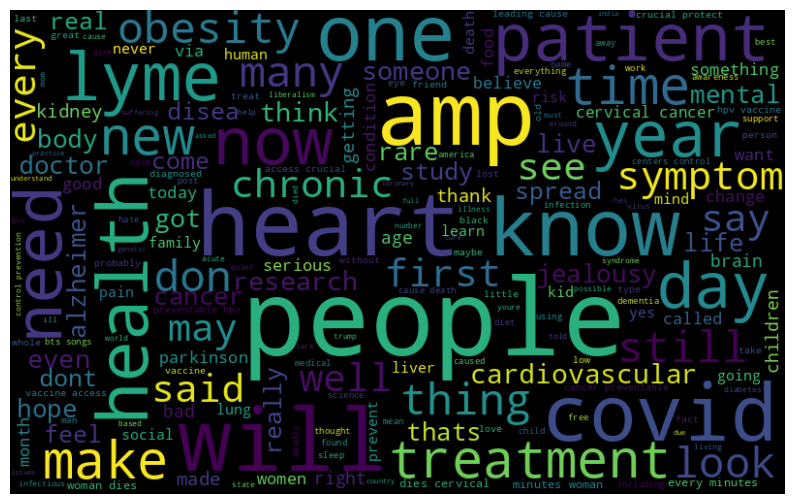 last
great cause
real
obesity
one
leading cause
india
crucial protect
patient
away
best
every
never
via
human
many
death
food
game
everything
work
awareness
something
lyme
someone
believe
time
mental
kidney
disea
think
getting
condition
eye
friend
amp
risk
old
cervical cancer
hpv vaccine
support
body
new
treat
liberalism
suffering
help
asked
now
live
rare
must
around
person
year
doctor
come
practice
case
america
study
see
centers control
want
understand
good
today
diagnosed
post
access crucial
chronic
died
coronary
lost
thank
spread
mind
symptom
change
need
health
hate
got
family
genetic
heart
full
illness
number
black
learn
age
maybe
infection
virus
know
say
life
alzheimer
probably
don
acute
without
serious
first
syndrome
jealousy
brain
control prevention
pain
cancer
research
point
preventable hpv
people
cause death
little
youre
diet
kid
possible
using
type
dementia
yes
called
day
children
ill
whole
bts songs
world
may
parkinson
trump
told
low
take
still
even
dont
vaccine
vaccine access
medical
well
liver
caused
science
cardiovascular
going
cancer preventable
diabetes
hope
man
based
said
bad
really
lung
prevent
mean
thing
free
fact
due
covid
month
feel
social
deadly
thought
found
sleep
thats
love
child
living
issues
make
made
women
right
will
treatment
look
infectious
woman dies
state
country
dies cervical
minutes woman
including
every minutes